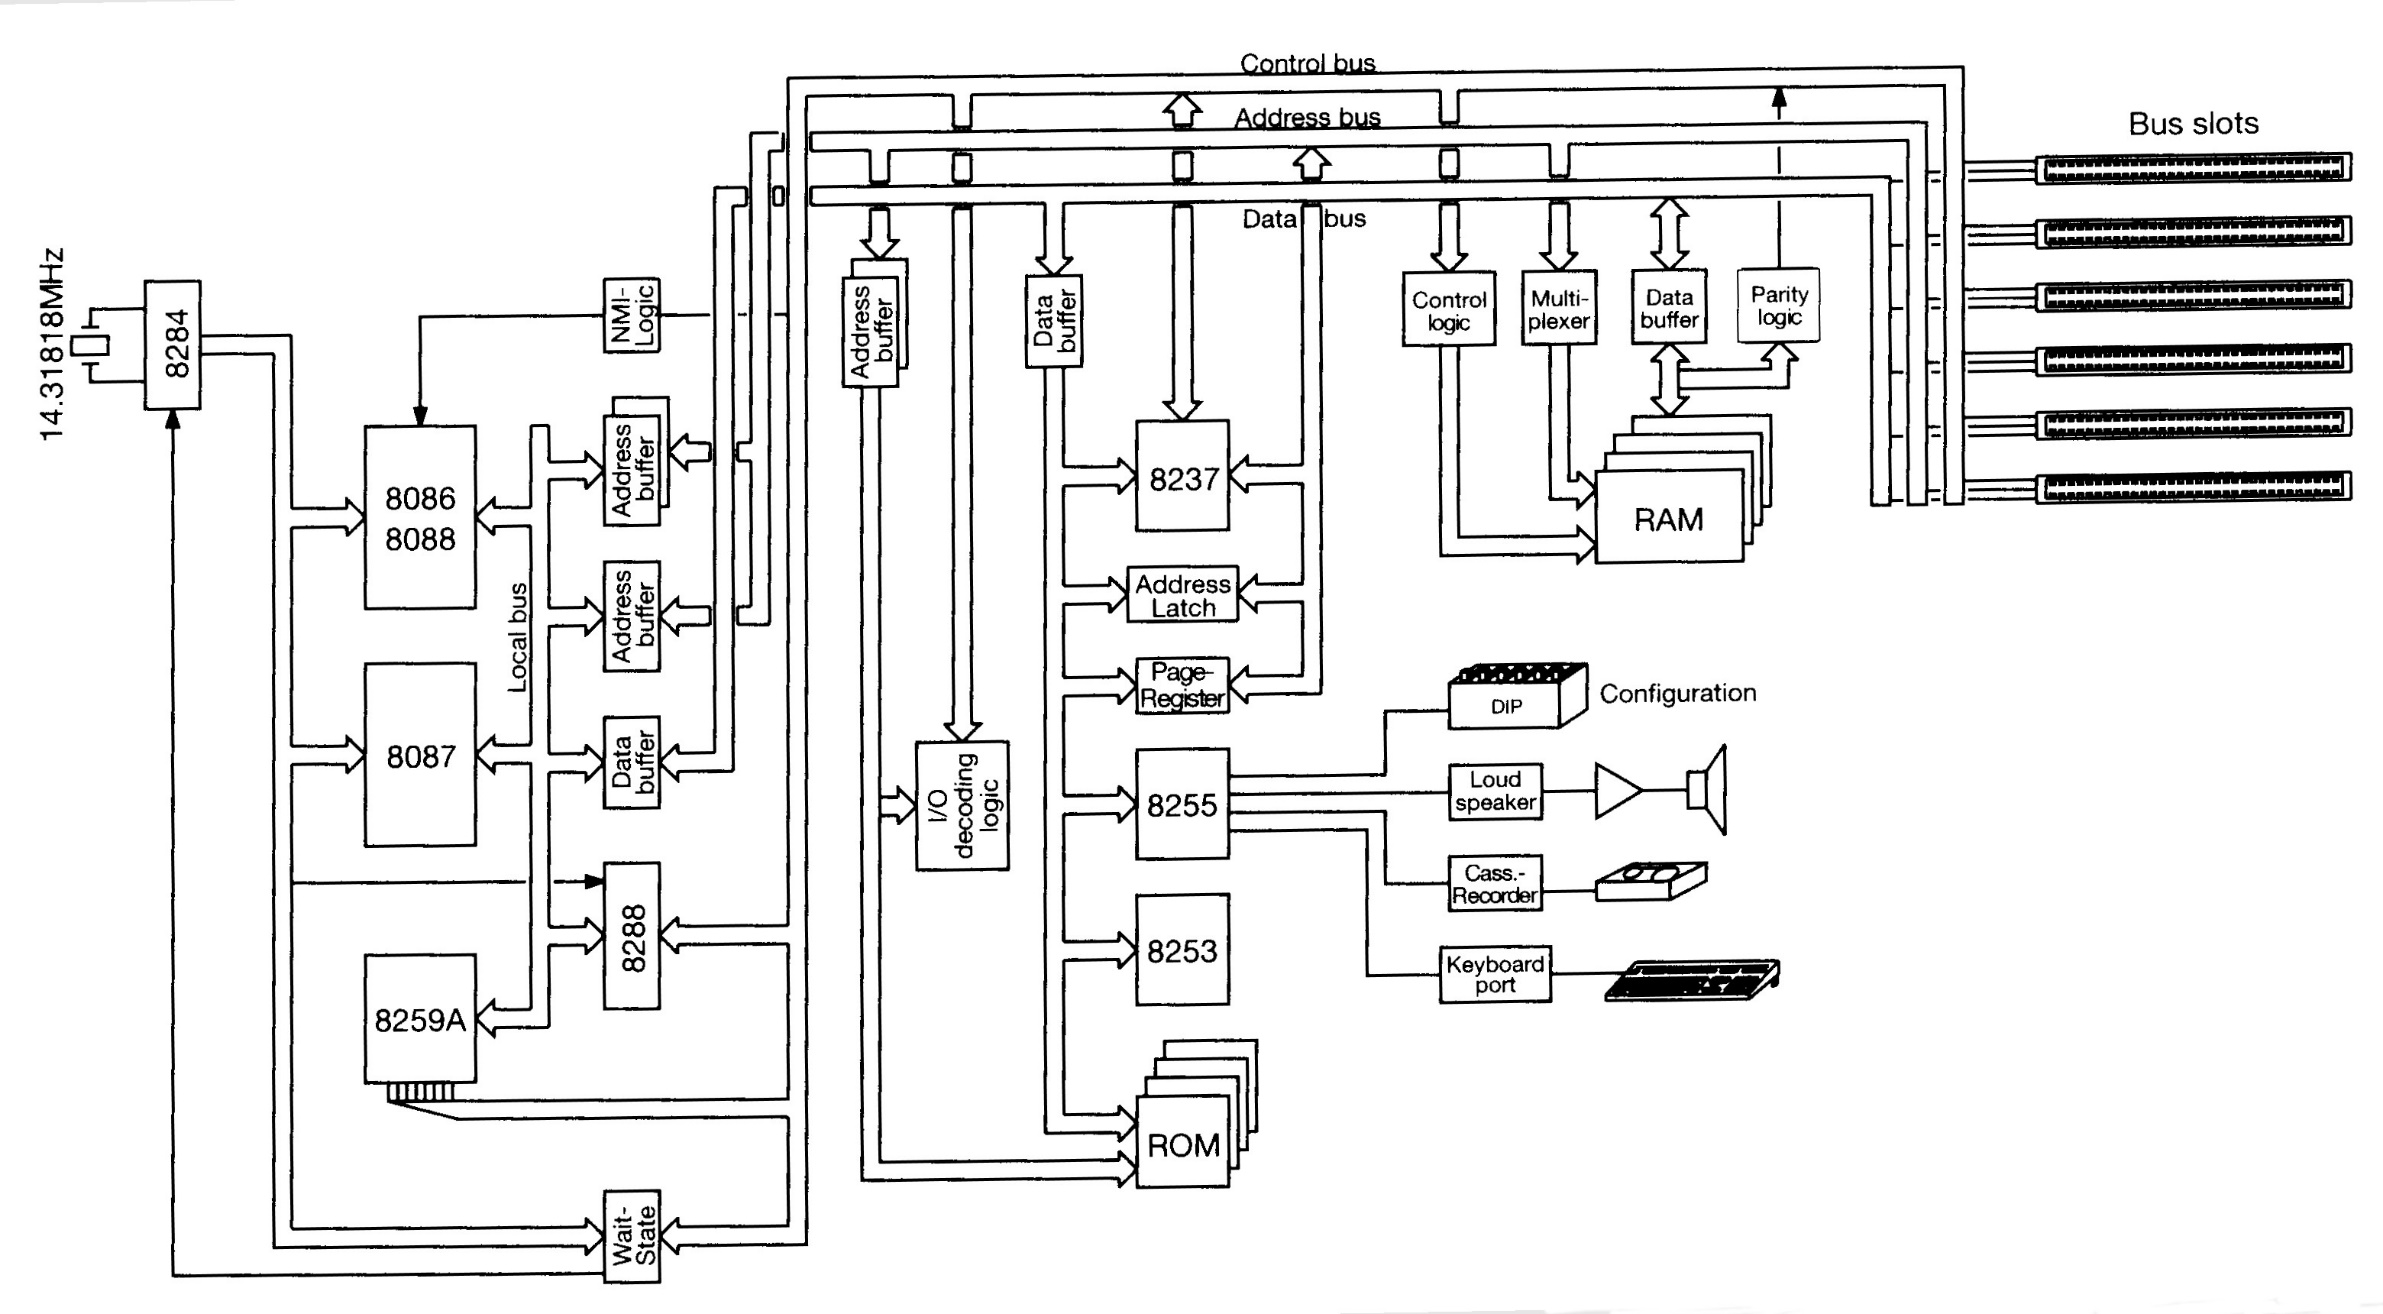 Control bus
Address bus
Data bus
Bus slots
14.31818MHz
8284
NMI-
Logic
Address
buffer
Data
buffer
Control
logic
Multi-
plexer
Data
buffer
Parity
logic
8086
8088
Local bus
Address
buffer
8237
RAM
Address
buffer
Address
Latch
Page-
Register
DIP
Configuration
8087
Data
buffer
I/O
decoding
logic
8255
Loud
speaker
Cass.-
Recorder
8288
8253
Keyboard
port
8259A
ROM
Wait-
State